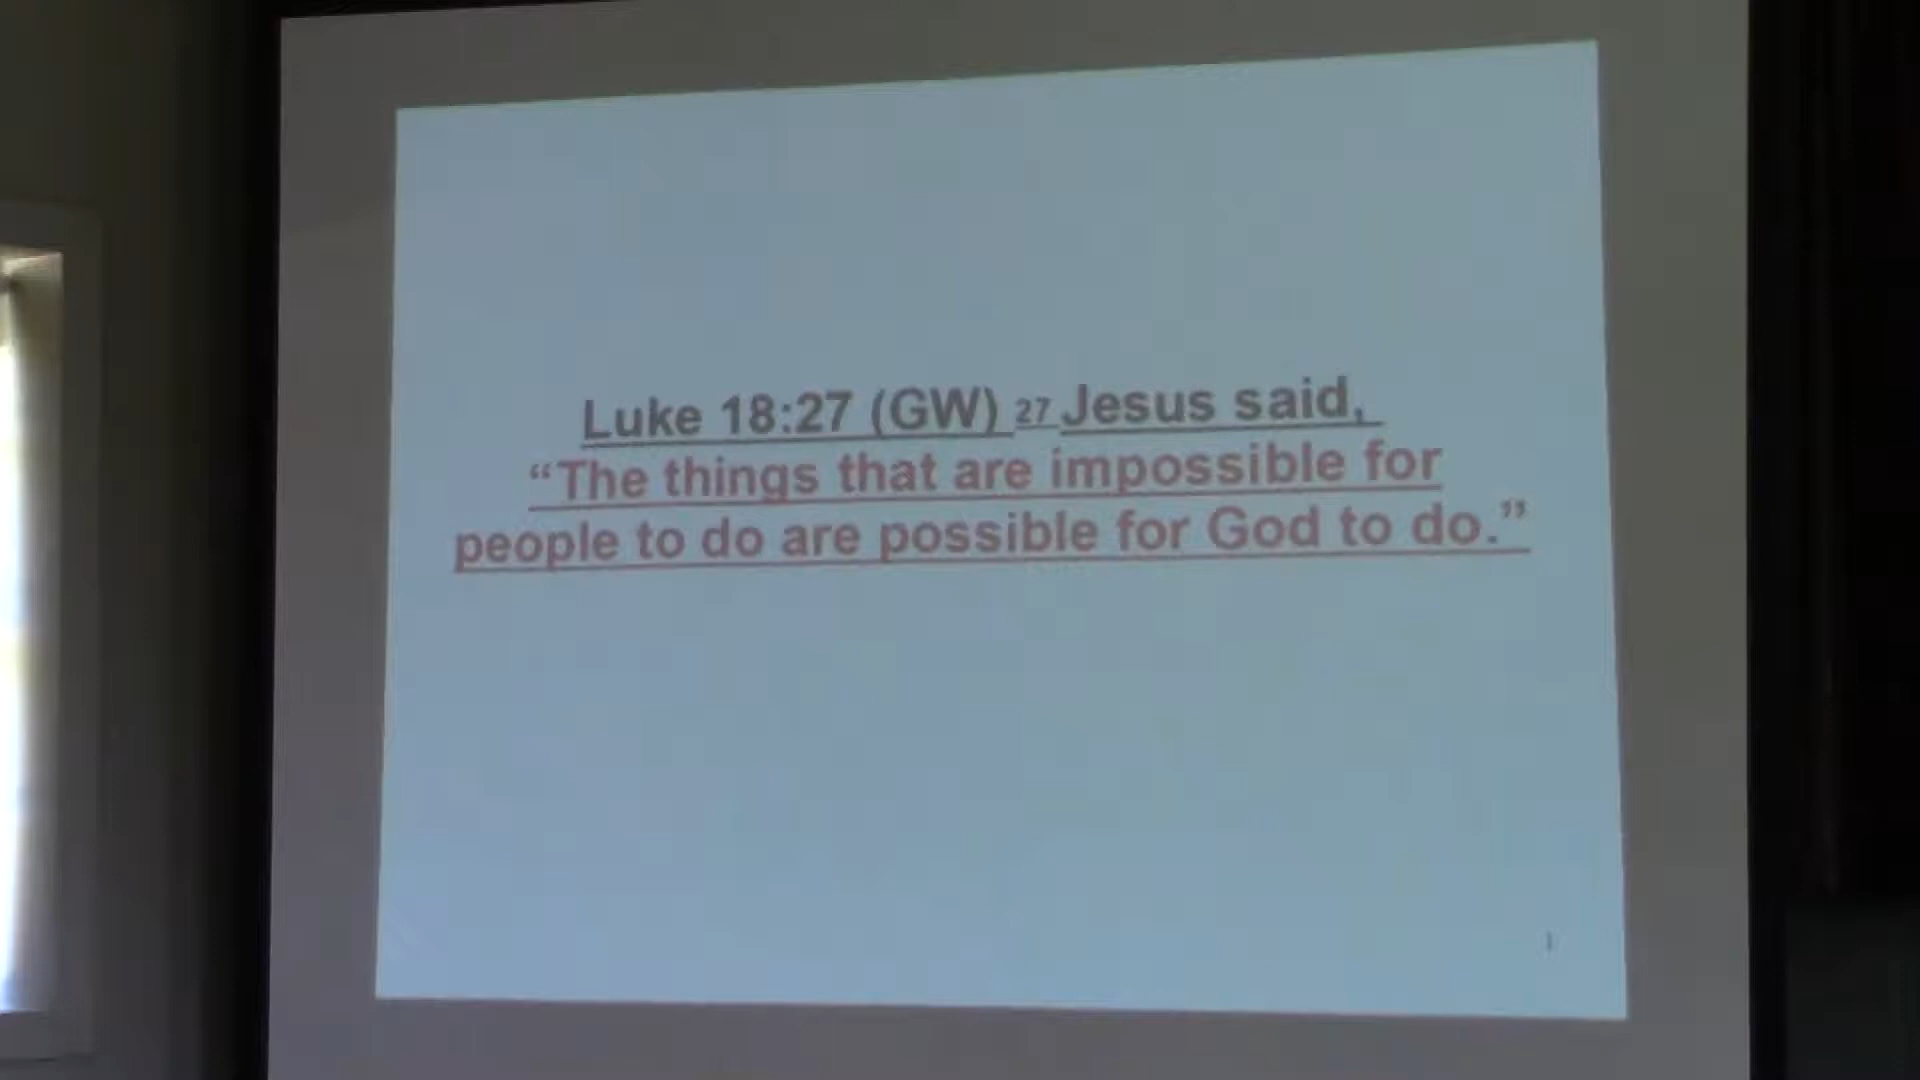 Luke 18:27 (GW) 27 Jesus said,
“The things that are impossible for
people to do are possible for God to do.”
1